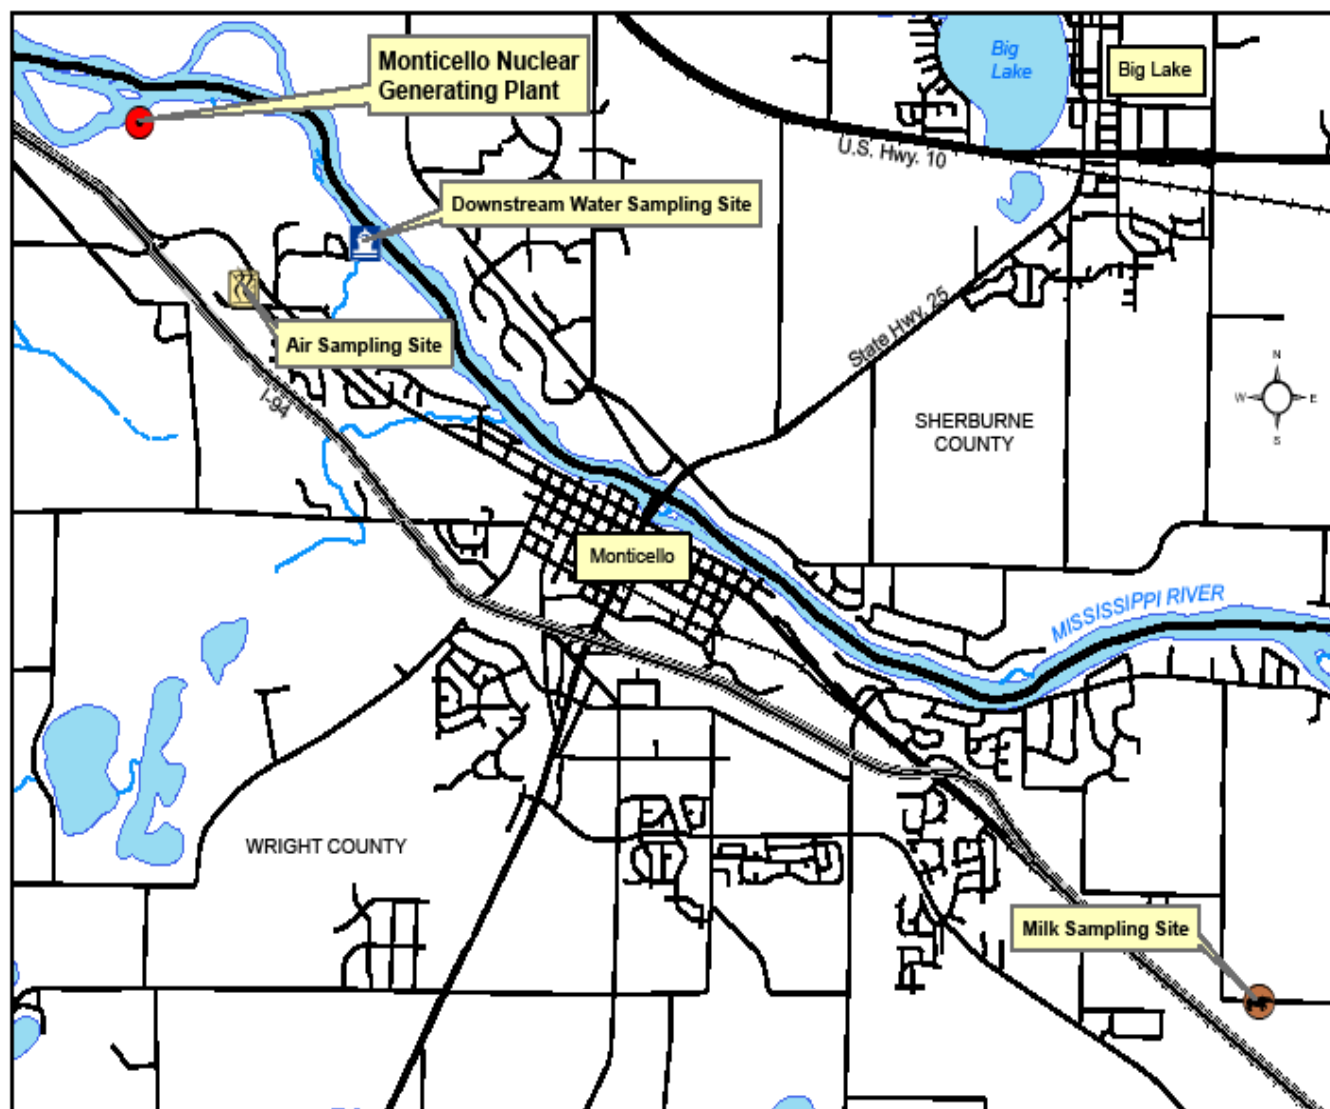 Monticello Nuclear
Generating Plant
Big
Lake
Big Lake
U.S. Hwy. 10
Downstream Water Sampling Site
State Hwy. 25
Air Sampling Site
I-94
N
W
E
S
SHERBURNE
COUNTY
Monticello
MISSISSIPPI RIVER
WRIGHT COUNTY
Milk Sampling Site